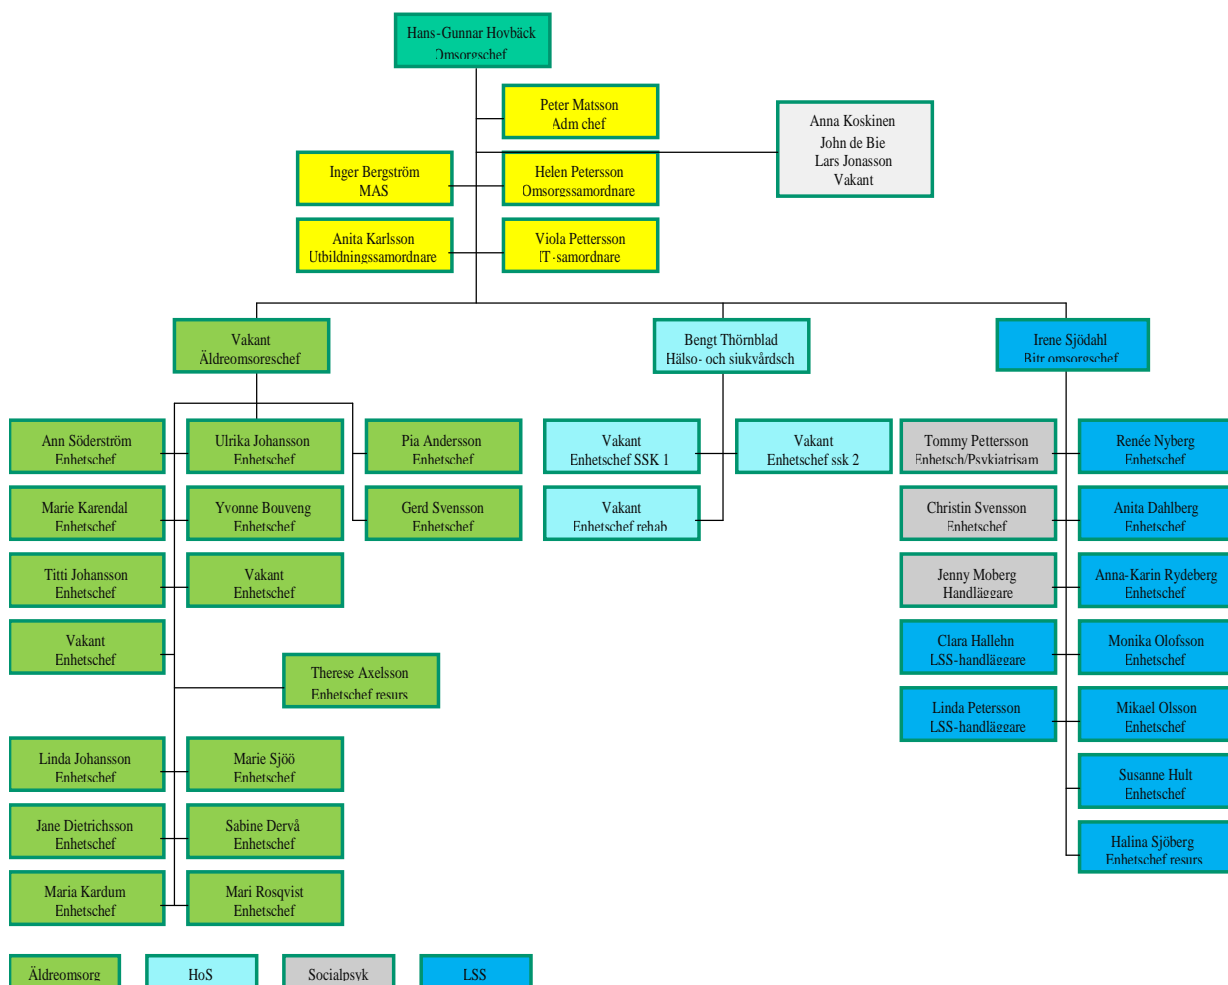 Hans-Gunnar Hovbäck
Omsorgschef
Peter Matsson
Adm chef
Anna Koskinen
John de Bie
Lars Jonasson
Vakant
Inger Bergström
MAS
Helen Petersson
Omsorgssamordnare
Anita Karlsson
Utbildningssamordnare
Viola Pettersson
IT-samordnare
Vakant
Äldreomsorgschef
Bengt Thörnblad
Hälso- och sjukvårdsch
Irene Sjödahl
Bitr omsorgschef
Ann Söderström
Enhetschef
Ulrika Johansson
Enhetschef
Pia Andersson
Enhetschef
Vakant
Enhetschef SSK 1
Vakant
Enhetschef ssk 2
Tommy Pettersson
Enhetsch/Psykiatrisam
Renée Nyberg
Enhetschef
Marie Karendal
Enhetschef
Yvonne Bouveng
Enhetschef
Gerd Svensson
Enhetschef
Vakant
Enhetschef rehab
Christin Svensson
Enhetschef
Anita Dahlberg
Enhetschef
Titti Johansson
Enhetschef
Vakant
Enhetschef
Jenny Moberg
Handläggare
Anna-Karin Rydeberg
Enhetschef
Vakant
Enhetschef
Clara Hallehn
LSS-handläggare
Monika Olofsson
Enhetschef
Therese Axelsson
Enhetschef resurs
Linda Petersson
LSS-handläggare
Mikael Olsson
Enhetschef
Linda Johansson
Enhetschef
Marie Sjöö
Enhetschef
Susanne Hult
Enhetschef
Jane Dietrichsson
Enhetschef
Sabine Dervå
Enhetschef
Halina Sjöberg
Enhetschef resurs
Maria Kardum
Enhetschef
Mari Rosqvist
Enhetschef
Äldreomsorg
HoS
Socialpsyk
LSS